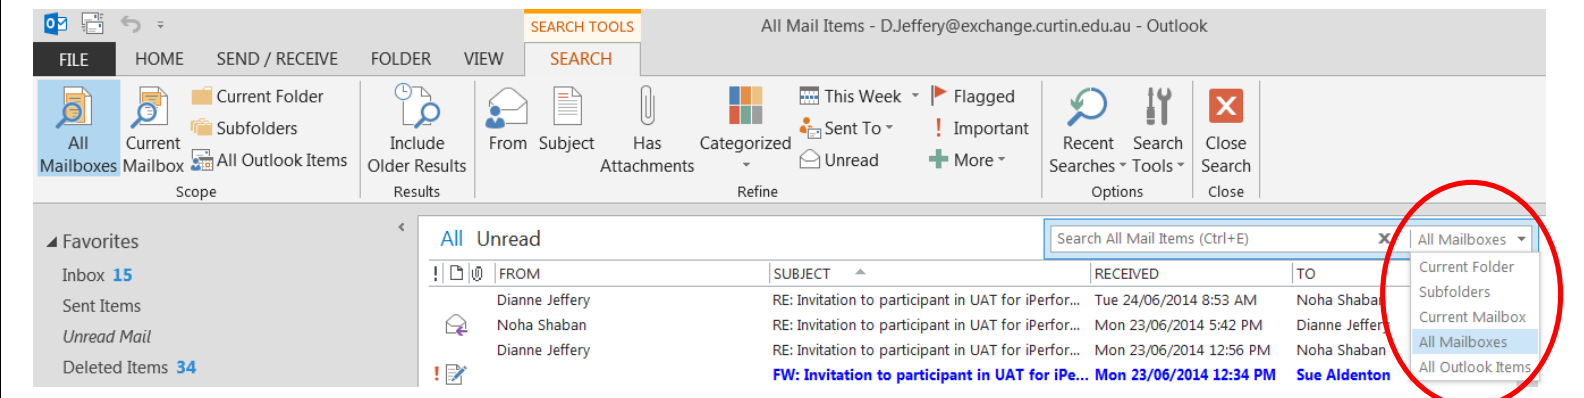 SEARCH TOOLS
All Mail Items - D.Jeffery@exchange.curtin.edu.au - Outlook
FILE HOME SEND / RECEIVE FOLDER VIEW SEARCH
All Mailboxes
Current Mailbox
Current Folder
Subfolders
All Outlook Items
Scope
Include Older Results
Results
From
Subject
Has Attachments
Categorized
This Week
Sent To
Unread
Flagged
Important
More
Refine
Recent Searches
Search Tools
Options
Close Search
Close
Favorites
Inbox 15
Sent Items
Unread Mail
Deleted Items 34
All Unread
Search All Mail Items (Ctrl+E)
All Mailboxes
Current Folder
Subfolders
Current Mailbox
All Mailboxes
All Outlook Items
! FROM SUBJECT RECEIVED TO
Dianne Jeffery RE: Invitation to participant in UAT for iPerfor... Tue 24/06/2014 8:53 AM Noha Shaban
Noha Shaban RE: Invitation to participant in UAT for iPerfor... Mon 23/06/2014 5:42 PM Dianne Jeffery
Dianne Jeffery RE: Invitation to participant in UAT for iPerfor... Mon 23/06/2014 12:56 PM Noha Shaban
! FW: Invitation to participant in UAT for iPe... Mon 23/06/2014 12:34 PM Sue Aldenton